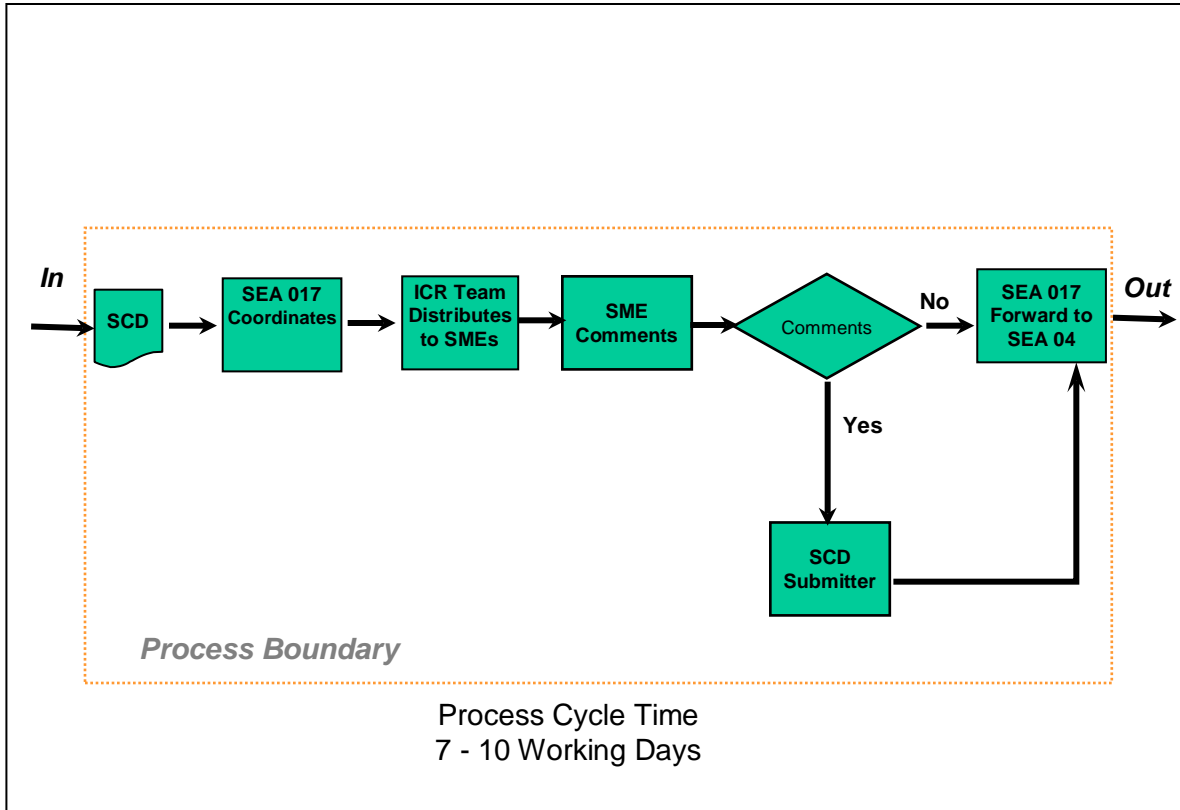 In
SCD
SEA 017
Coordinates
ICR Team
Distributes
to SMEs
SME
Comments
Comments
No
SEA 017
Forward to
SEA 04
Out
Yes
SCD
Submitter
Process Boundary
Process Cycle Time
7 - 10 Working Days